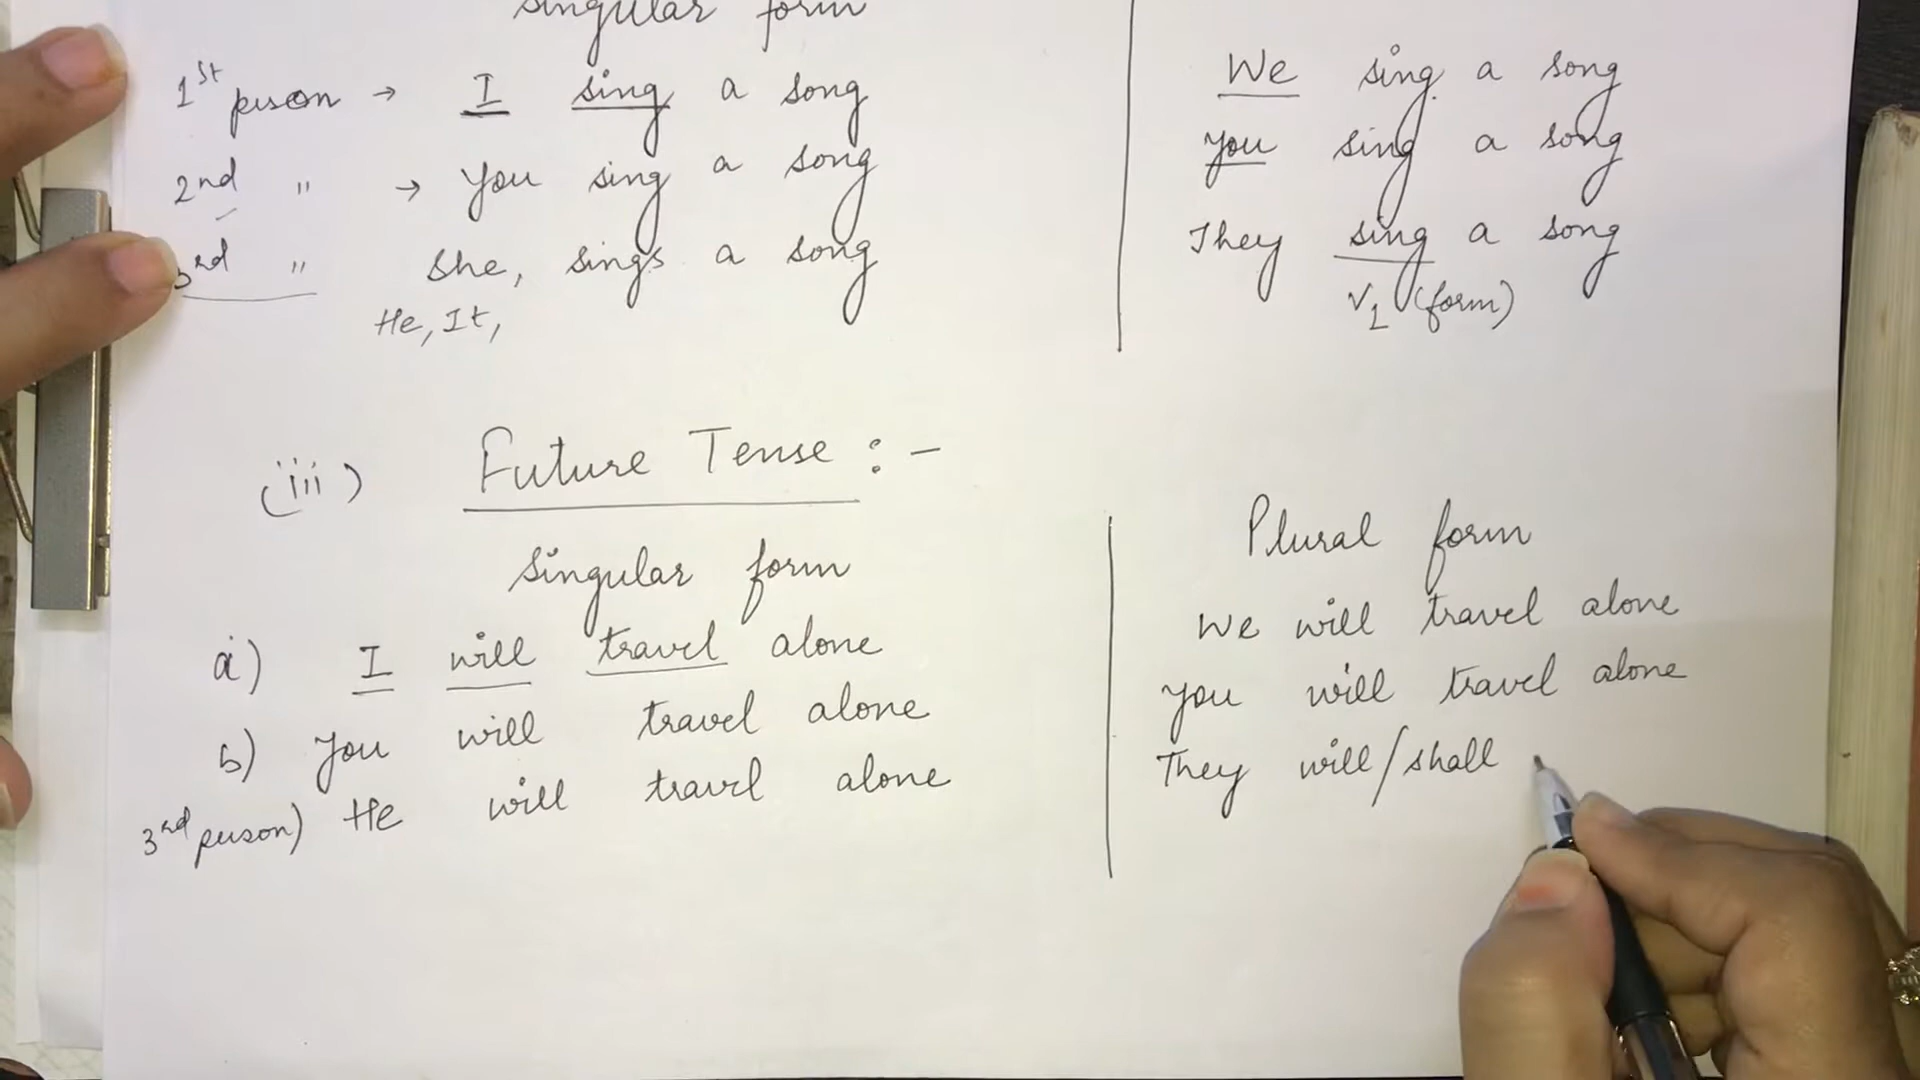 singular form
1st person → I sing a song
2nd " → You sing a song
3rd " She, sings a song
He, It,
We sing a song
you sing a song
They sing a song
V1 (form)
(iii) Future Tense :-
singular form
a) I will travel alone
b) you will travel alone
3rd person) He will travel alone
Plural form
We will travel alone
you will travel alone
They will/shall